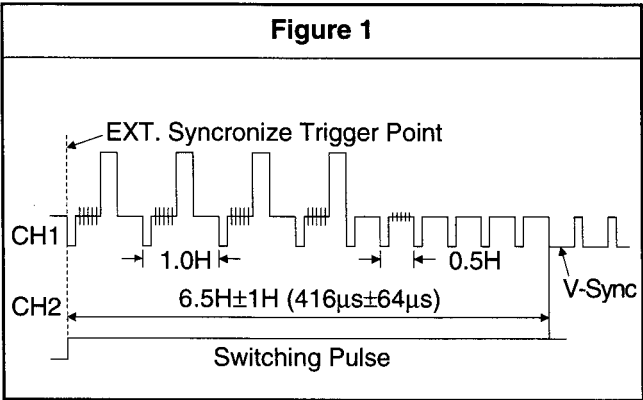 Figure 1
EXT. Syncronize Trigger Point
CH1
1.0H
0.5H
V-Sync
CH2
6.5H±1H (416µs±64µs)
Switching Pulse